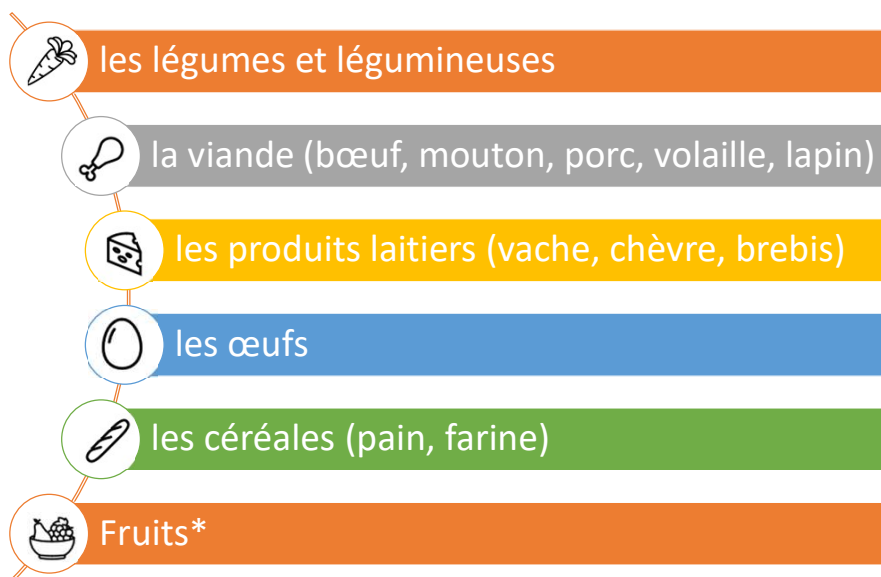 les légumes et légumineuses
la viande (bœuf, mouton, porc, volaille, lapin)
les produits laitiers (vache, chèvre, brebis)
les œufs
les céréales (pain, farine)
Fruits*